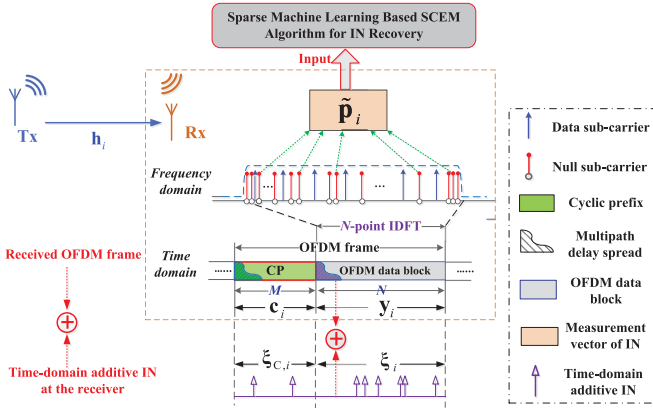 Sparse Machine Learning Based SCEM
Algorithm for IN Recovery
Input
p̃ᵢ
Tx
hᵢ
Rx
Frequency
domain
...
...
...
N-point IDFT
OFDM frame
Received OFDM frame
Time
domain
......
CP
OFDM data block
......
M
N
cᵢ
yᵢ
Time-domain additive IN
at the receiver
ξC,i
ξᵢ
Data sub-carrier
Null sub-carrier
Cyclic prefix
Multipath
delay spread
OFDM data
block
Measurement
vector of IN
Time-domain
additive IN